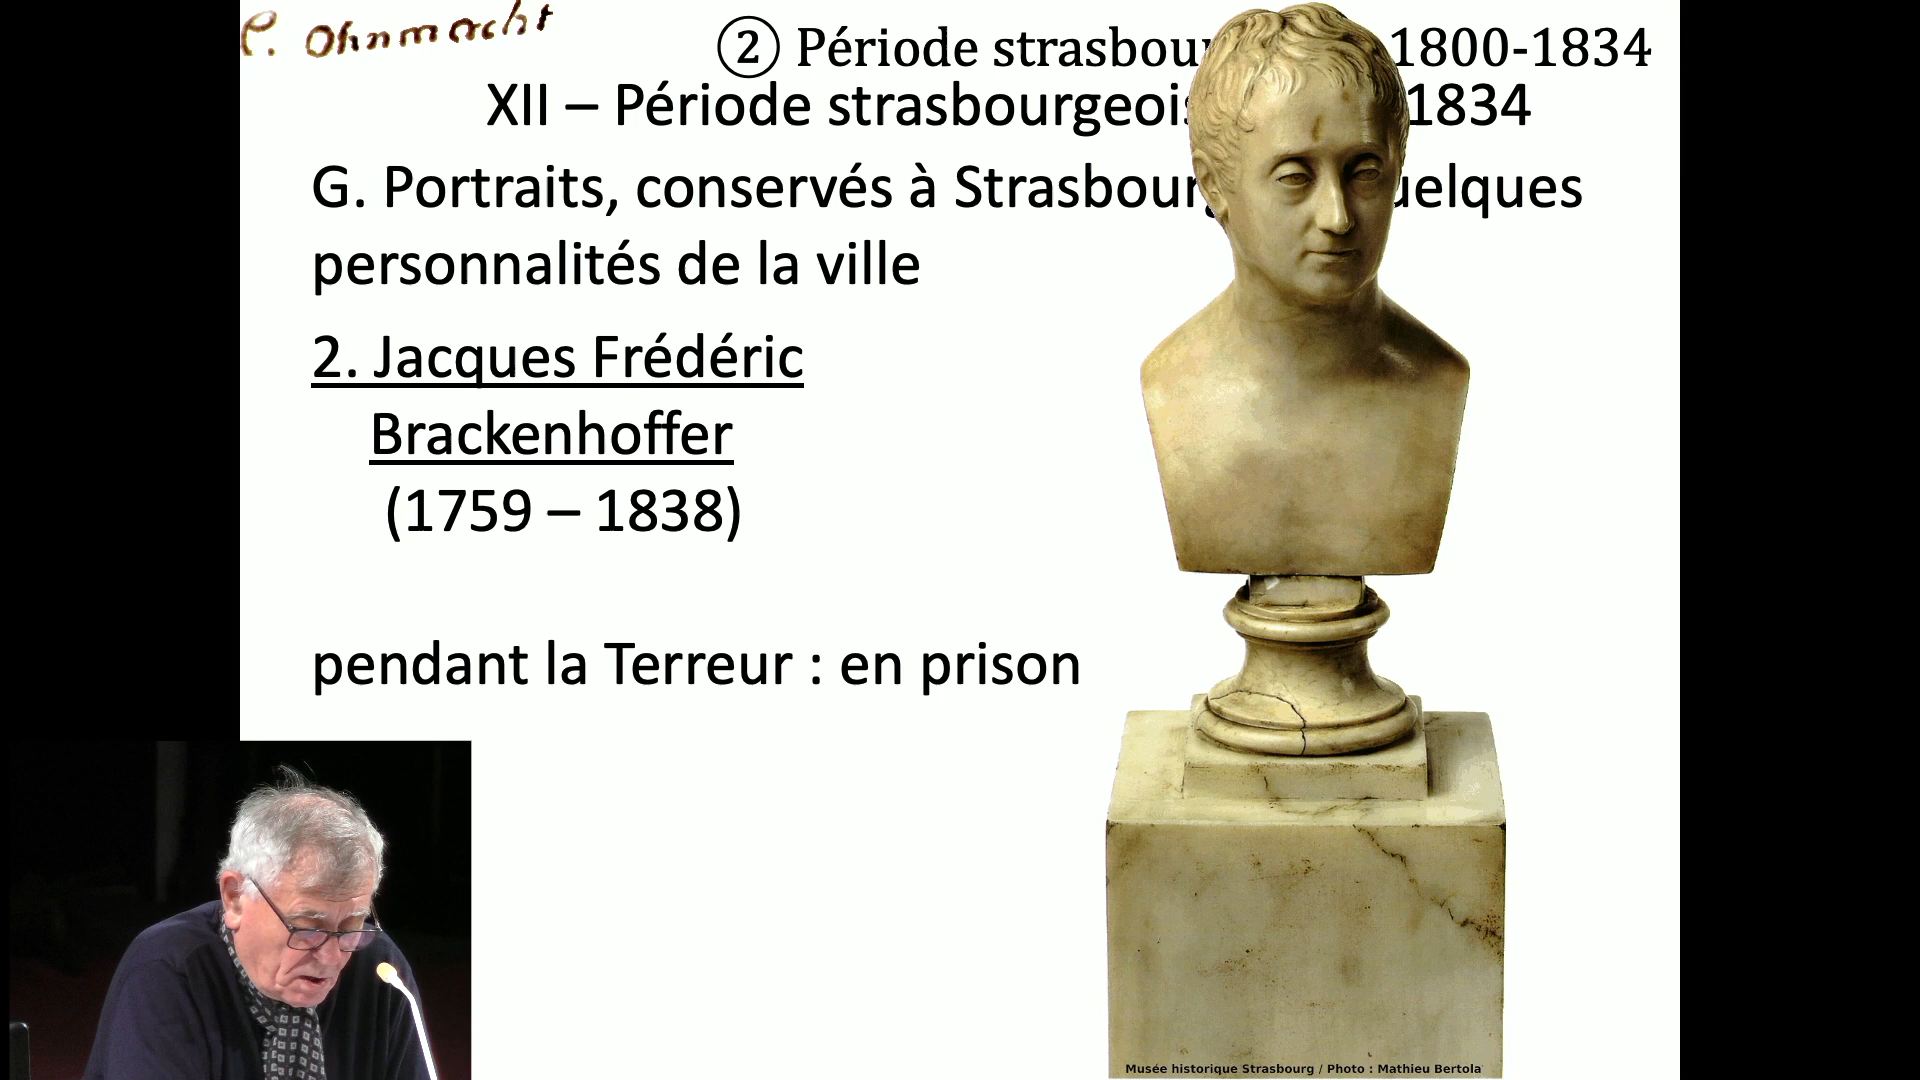 P. Ohnmacht
② Période strasbour 1800-1834
XII – Période strasbourgeois 1834
G. Portraits, conservés à Strasbourg uelques
personnalités de la ville
2. Jacques Frédéric
Brackenhoffer
(1759 – 1838)
pendant la Terreur : en prison
Musée historique Strasbourg / Photo : Mathieu Bertola